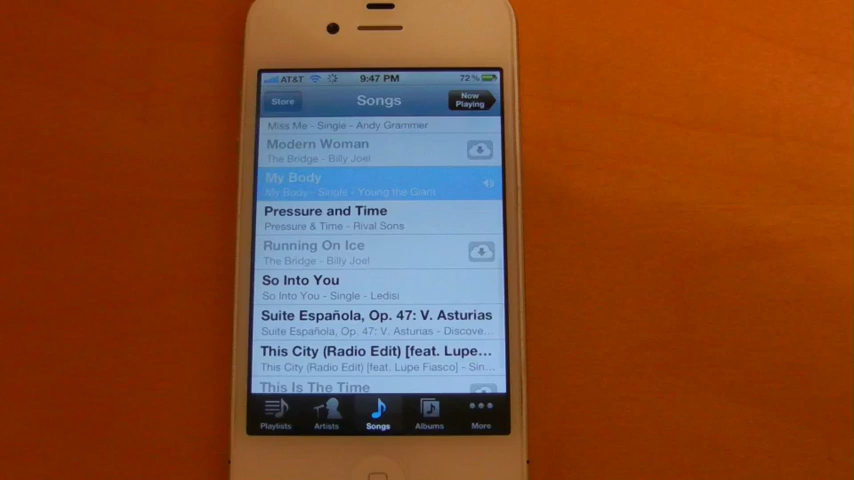 AT&T 9:47 PM 72%
Store Songs Now Playing
Miss Me - Single - Andy Grammer
Modern Woman
The Bridge - Billy Joel
My Body
My Body - Single - Young the Giant
Pressure and Time
Pressure & Time - Rival Sons
Running On Ice
The Bridge - Billy Joel
So Into You
So Into You - Single - Ledisi
Suite Española, Op. 47: V. Asturias
Suite Española, Op. 47: V. Asturias - Discove...
This City (Radio Edit) [feat. Lupe...
This City (Radio Edit) [feat. Lupe Fiasco] - Sin...
This Is The Time
Playlists Artists Songs Albums More